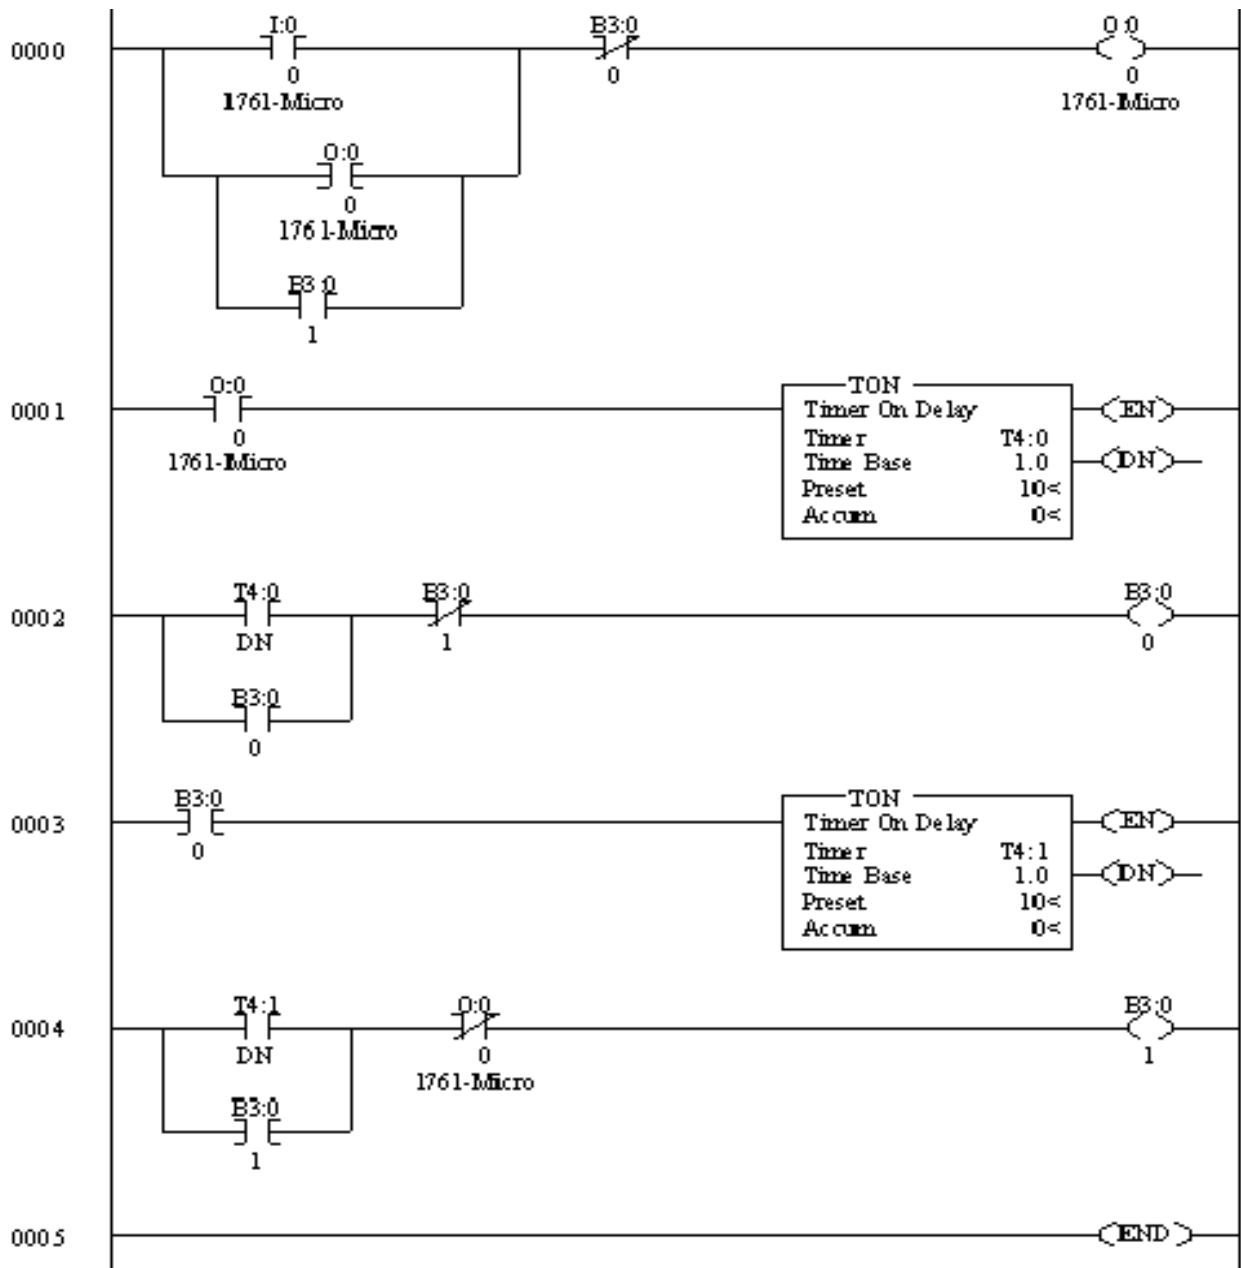 I:0 B3:0 O:0
0000
0 0 0
1761-Micro 1761-Micro
O:0
0
1761-Micro
B3:0
1
O:0 TON
0001 Timer On Delay EN
0 Timer T4:0
1761-Micro Time Base 1.0 DN
Preset 10<
Accum 0<
T4:0 B3:0 B3:0
0002
DN 1 0
B3:0
0
B3:0 TON
0003 Timer On Delay EN
0 Timer T4:1
Time Base 1.0 DN
Preset 10<
Accum 0<
T4:1 O:0 B3:0
0004
DN 0 1
1761-Micro
B3:0
1
0005 END